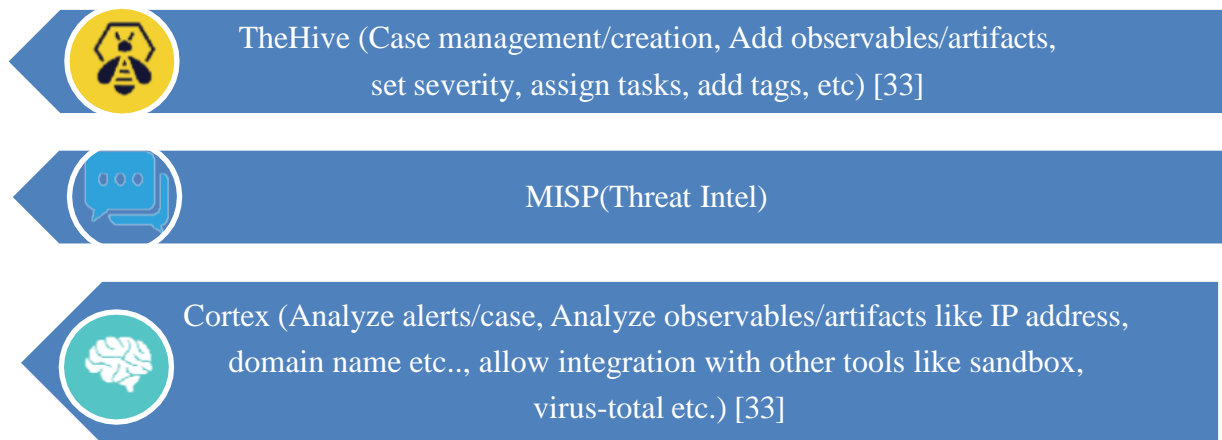 TheHive (Case management/creation, Add observables/artifacts,
set severity, assign tasks, add tags, etc) [33]
MISP(Threat Intel)
Cortex (Analyze alerts/case, Analyze observables/artifacts like IP address,
domain name etc.., allow integration with other tools like sandbox,
virus-total etc.) [33]